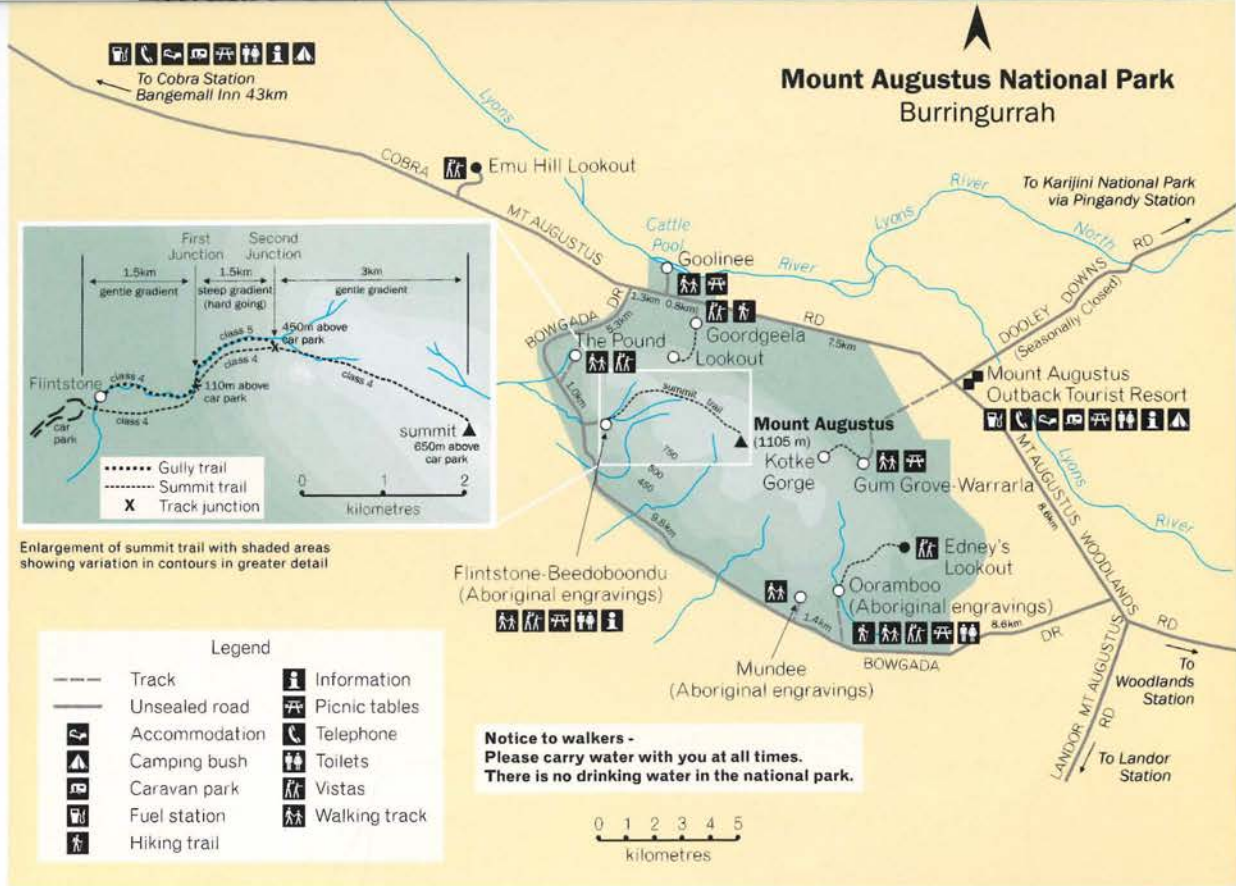 Mount Augustus National Park
Burringurrah
To Cobra Station
Bangemall Inn 43km
Lyons
COBRA
Emu Hill Lookout
MT AUGUSTUS
Cattle
Pool
Goolinee
River
Lyons
River
North
To Karijini National Park
via Pingandy Station
DOOLEY DOWNS RD
(Seasonally Closed)
BOWGADA DR
1.3km
0.8km
5.3km
RD
7.5km
Goordgeela
Lookout
The Pound
1.0km
summit trail
Mount Augustus
(1105 m)
750
500
450
Kotke
Gorge
Gum Grove-Warrarla
Mount Augustus
Outback Tourist Resort
Lyons
River
MT AUGUSTUS WOODLANDS
8.6km
RD
9.8km
Flintstone-Beedoboondu
(Aboriginal engravings)
Edney's
Lookout
Ooramboo
(Aboriginal engravings)
1.4km
8.6km
BOWGADA
DR
Mundee
(Aboriginal engravings)
To
Woodlands
Station
LANDOR MT AUGUSTUS
RD
To Landor
Station
First
Junction
Second
Junction
1.5km
gentle gradient
1.5km
steep gradient
(hard going)
3km
gentle gradient
class 5
450m above
car park
class 4
class 4
class 4
Flintstone
110m above
car park
class 4
car
park
summit
650m above
car park
Gully trail
Summit trail
X Track junction
0 1 2
kilometres
Enlargement of summit trail with shaded areas
showing variation in contours in greater detail
Legend
Track
Unsealed road
Accommodation
Camping bush
Caravan park
Fuel station
Hiking trail
Information
Picnic tables
Telephone
Toilets
Vistas
Walking track
Notice to walkers -
Please carry water with you at all times.
There is no drinking water in the national park.
0 1 2 3 4 5
kilometres